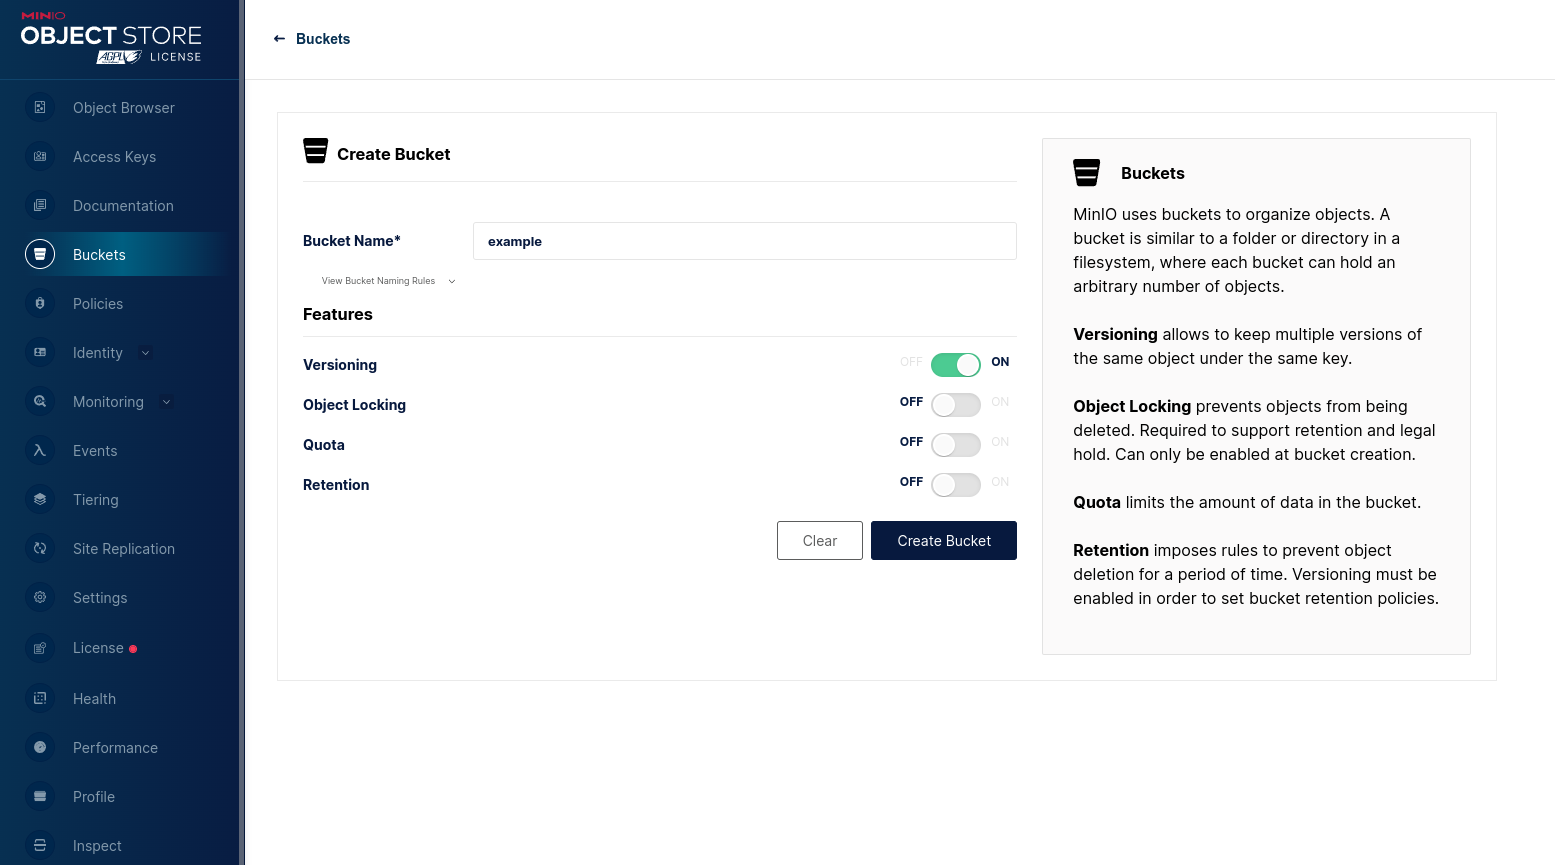 MINIO
OBJECT STORE
AGPLv3 LICENSE
Object Browser
Access Keys
Documentation
Buckets
Policies
Identity
Monitoring
Events
Tiering
Site Replication
Settings
License
Health
Performance
Profile
Inspect
← Buckets
Create Bucket
Bucket Name* example
View Bucket Naming Rules
Features
Versioning OFF ON
Object Locking OFF ON
Quota OFF ON
Retention OFF ON
Clear Create Bucket
Buckets
MinIO uses buckets to organize objects. A
bucket is similar to a folder or directory in a
filesystem, where each bucket can hold an
arbitrary number of objects.
Versioning allows to keep multiple versions of
the same object under the same key.
Object Locking prevents objects from being
deleted. Required to support retention and legal
hold. Can only be enabled at bucket creation.
Quota limits the amount of data in the bucket.
Retention imposes rules to prevent object
deletion for a period of time. Versioning must be
enabled in order to set bucket retention policies.